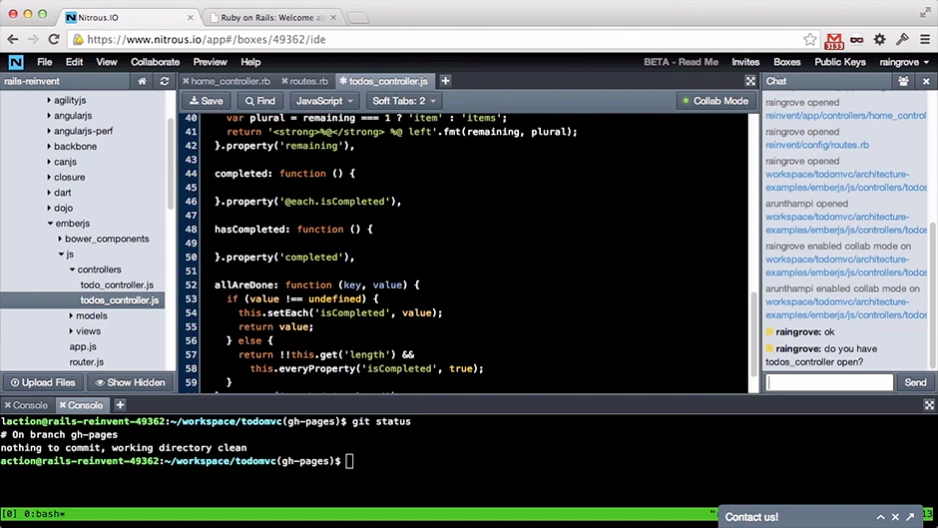 Nitrous.IO
Ruby on Rails: Welcome a
https://www.nitrous.io/app#/boxes/49362/ide
3133
N File Edit View Collaborate Preview Help
BETA - Read Me Invites Boxes Public Keys raingrove
rails-reinvent
home_controller.rb
routes.rb
todos_controller.js
Chat
Save
Find
JavaScript
Soft Tabs: 2
Collab Mode
agilityjs
angularjs
angularjs-perf
backbone
canjs
closure
dart
dojo
emberjs
bower_components
js
controllers
todo_controller.js
todos_controller.js
models
views
app.js
router.js
Upload Files
Show Hidden
40 var plural = remaining === 1 ? 'item' : 'items';
41 return '<strong>%@</strong> %@ left'.fmt(remaining, plural);
42 }.property('remaining'),
43
44 completed: function () {
45
46 }.property('@each.isCompleted'),
47
48 hasCompleted: function () {
49
50 }.property('completed'),
51
52 allAreDone: function (key, value) {
53 if (value !== undefined) {
54 this.setEach('isCompleted', value);
55 return value;
56 } else {
57 return !!this.get('length') &&
58 this.everyProperty('isCompleted', true);
59 }
raingrove opened
reinvent/app/controllers/home_control
raingrove opened
reinvent/config/routes.rb
raingrove opened
workspace/todomvc/architecture-
examples/emberjs/js/controllers/todos
arunthampi opened
workspace/todomvc/architecture-
examples/emberjs/js/controllers/todos
raingrove enabled collab mode on
workspace/todomvc/architecture-
examples/emberjs/js/controllers/todos
arunthampi enabled collab mode on
workspace/todomvc/architecture-
examples/emberjs/js/controllers/todos
raingrove: ok
raingrove: do you have
todos_controller open?
Send
Console
Console
laction@rails-reinvent-49362:~/workspace/todomvc(gh-pages)$ git status
# On branch gh-pages
nothing to commit, working directory clean
action@rails-reinvent-49362:~/workspace/todomvc(gh-pages)$
[0] 0:bash*
Contact us!
13